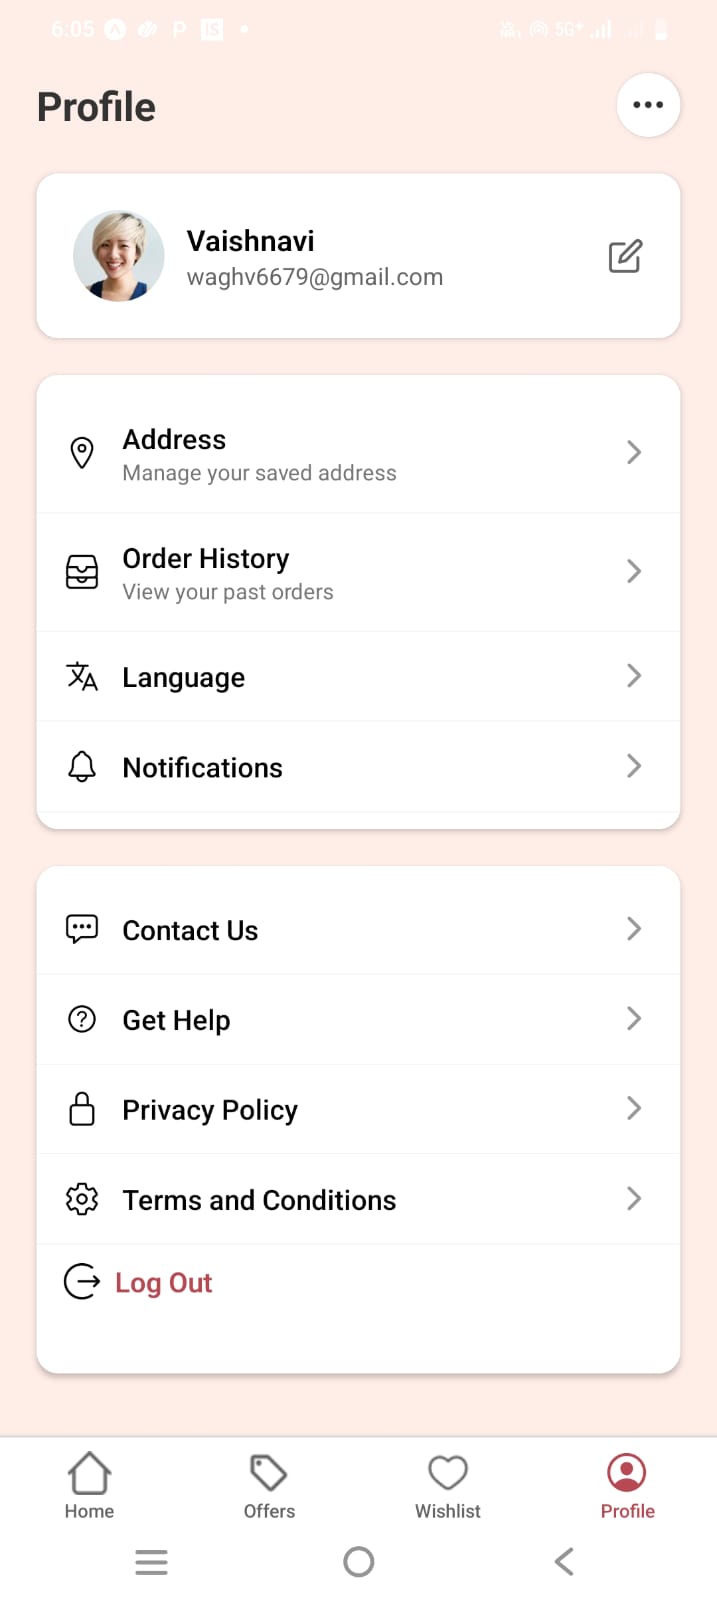 6:05
P
IS
5G+
Profile
Vaishnavi
waghv6679@gmail.com
Address
Manage your saved address
Order History
View your past orders
Language
Notifications
Contact Us
Get Help
Privacy Policy
Terms and Conditions
Log Out
Home
Offers
Wishlist
Profile